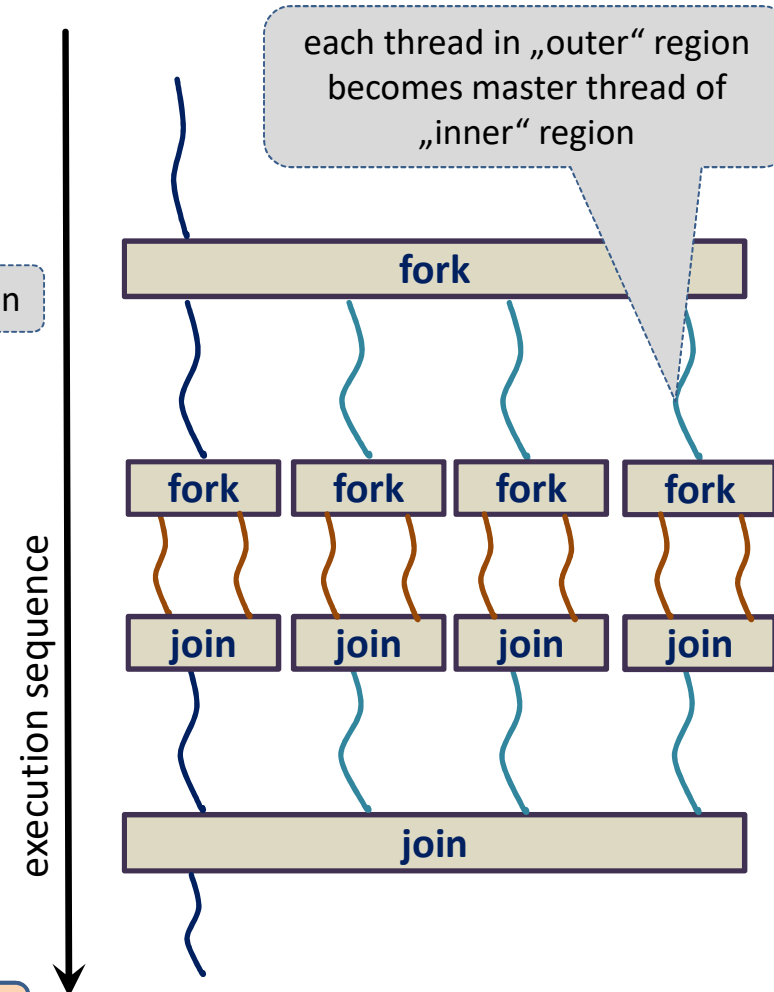 each thread in „outer“ region
becomes master thread of
„inner“ region
fork
n
fork
fork
fork
fork
execution sequence
join
join
join
join
join